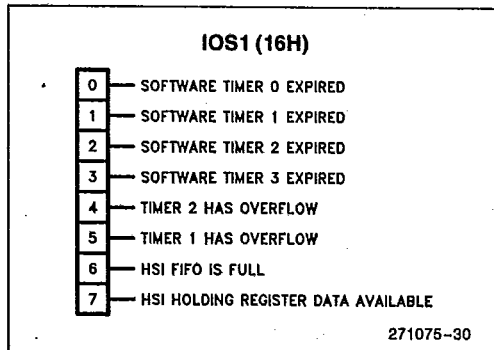 IOS1 (16H)
0 SOFTWARE TIMER 0 EXPIRED
1 SOFTWARE TIMER 1 EXPIRED
2 SOFTWARE TIMER 2 EXPIRED
3 SOFTWARE TIMER 3 EXPIRED
4 TIMER 2 HAS OVERFLOW
5 TIMER 1 HAS OVERFLOW
6 HSI FIFO IS FULL
7 HSI HOLDING REGISTER DATA AVAILABLE
271075-30